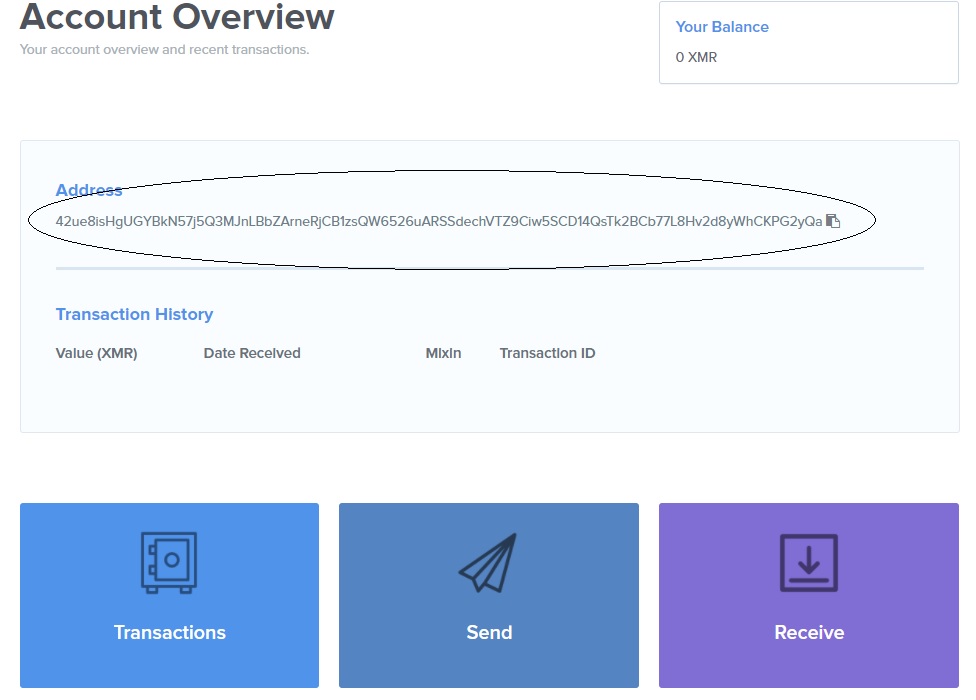 Account Overview
Your account overview and recent transactions.
Your Balance
0 XMR
Address
42ue8isHgUGYBkN57j5Q3MJnLBbZArneRjCB1zsQW6526uARSSdechVTZ9Ciw5SCD14QsTk2BCb77L8Hv2d8yWhCKPG2yQa
Transaction History
Value (XMR) Date Received Mixin Transaction ID
Transactions
Send
Receive